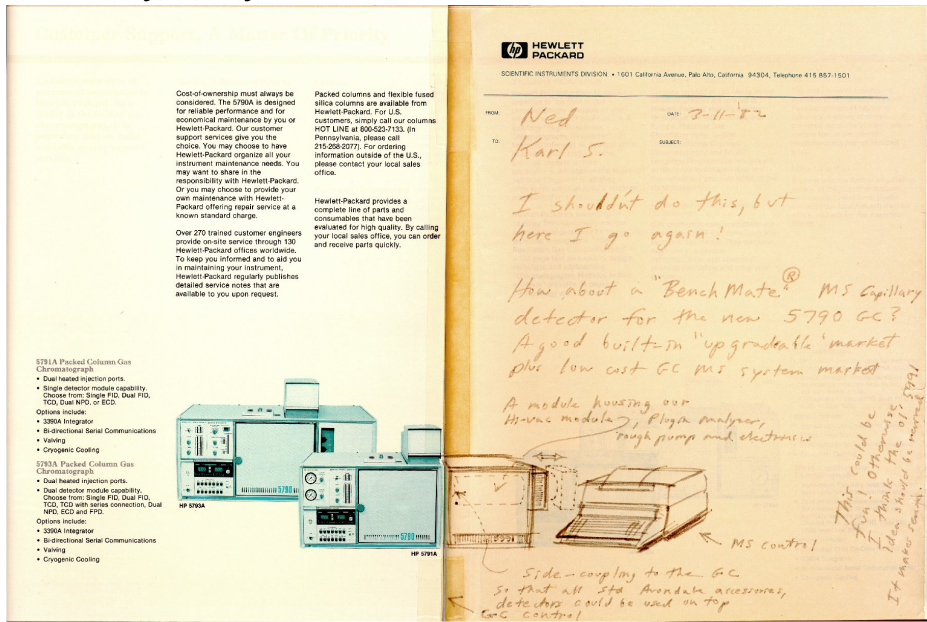 Cost-of-ownership must always be
considered. The 5790A is designed
for reliable performance and for
economical maintenance by you or
Hewlett-Packard. Our customer
support services give you the
choice. You may choose to have
Hewlett-Packard organize all your
instrument maintenance needs. You
may want to share in the
responsibility with Hewlett-Packard.
Or you may choose to provide your
own maintenance with Hewlett-
Packard offering repair service at a
known standard charge.
Over 270 trained customer engineers
provide on-site service through 130
Hewlett-Packard offices worldwide.
To keep you informed and to aid you
in maintaining your instrument,
Hewlett-Packard regularly publishes
detailed service notes that are
available to you upon request.
Packed columns and flexible fused
silica columns are available from
Hewlett-Packard. For U.S.
customers, simply call our columns
HOT LINE at 800-523-7133. (In
Pennsylvania, please call
215-268-2077). For ordering
information outside of the U.S.,
please contact your local sales
office.
Hewlett-Packard provides a
complete line of parts and
consumables that have been
evaluated for high quality. By calling
your local sales office, you can order
and receive parts quickly.
5791A Packed Column Gas
Chromatograph
• Dual heated injection ports.
• Single detector module capability.
Choose from: Single FID, Dual FID,
TCD, Dual NPD, or ECD.
Options include:
• 3390A Integrator
• Bi-directional Serial Communications
• Valving
• Cryogenic Cooling
5793A Packed Column Gas
Chromatograph
• Dual heated injection ports.
• Dual detector module capability.
Choose from: Single FID, Dual FID,
TCD, TCD with series connection, Dual
NPD, ECD and FPD.
Options include:
• 3390A Integrator
• Bi-directional Serial Communications
• Valving
• Cryogenic Cooling
5790
HP 5793A
5790
HP 5791A
hp HEWLETT
PACKARD
SCIENTIFIC INSTRUMENTS DIVISION • 1601 California Avenue, Palo Alto, California 94304, Telephone 415 857-1501
FROM: Ned DATE: 3-11-'82
TO: Karl S. SUBJECT:
I shouldn't do this, but
here I go again!
How about a "BenchMate"® MS Capillary
detector for the new 5790 GC?
A good built-in "upgradeable" market
plus low cost GC MS system market
A module housing our
Hi-vac module, Plugin analyzer,
rough pump and electronics
MS control
Side-coupling to the GC
so that all std Avondale accessories,
detectors could be used on top
GC control
This could be
fun! Otherwise,
I think the old 5991
idea should be married
It makes sense